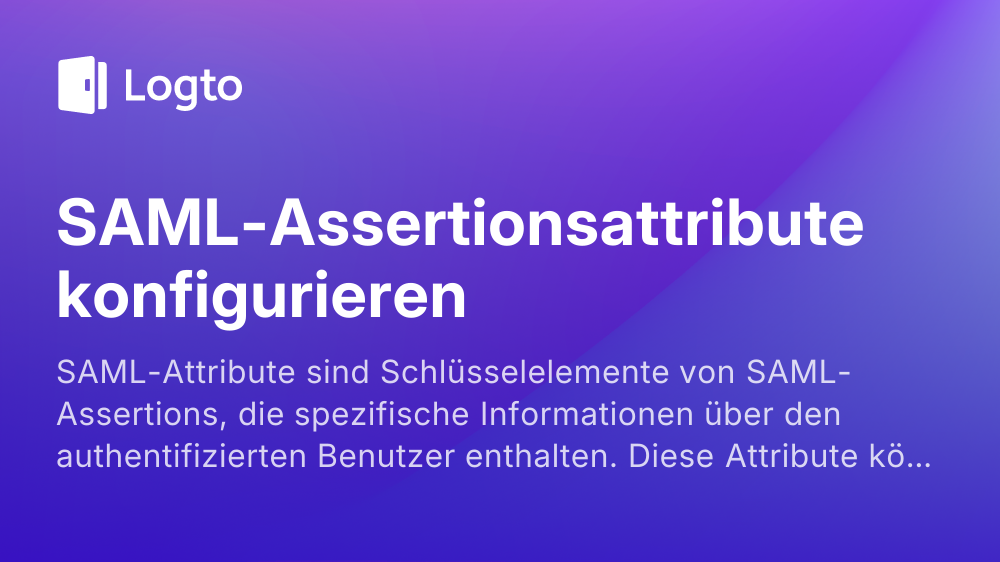 Logto
SAML-Assertionsattribute
konfigurieren
SAML-Attribute sind Schlüsselelemente von SAML-
Assertions, die spezifische Informationen über den
authentifizierten Benutzer enthalten. Diese Attribute kö...